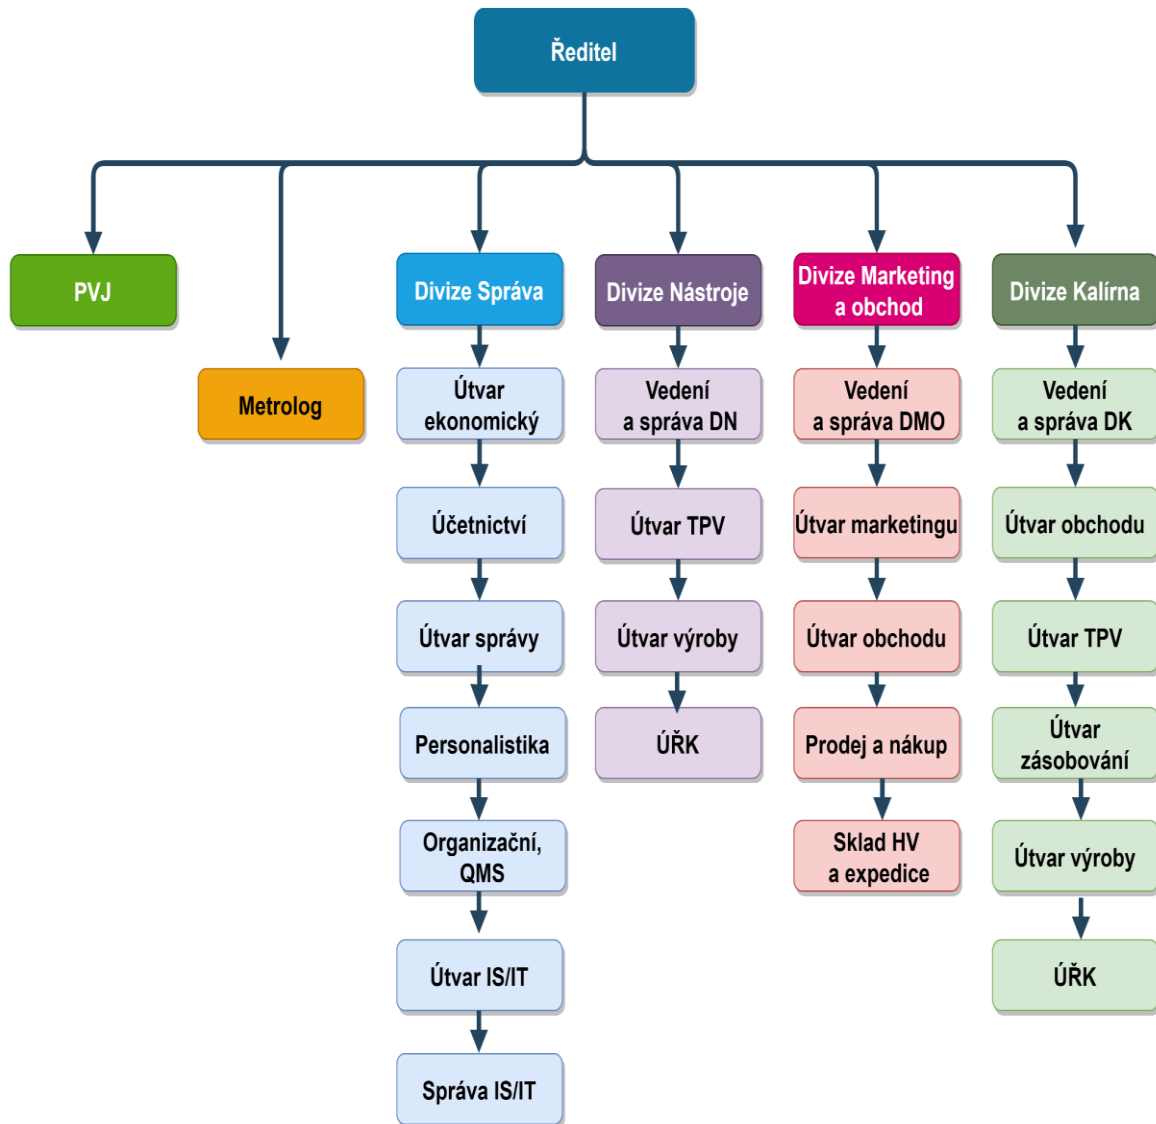 Ředitel
PVJ
Metrolog
Divize Správa
Útvar
ekonomický
Účetnictví
Útvar správy
Personalistika
Organizační,
QMS
Útvar IS/IT
Správa IS/IT
Divize Nástroje
Vedení
a správa DN
Útvar TPV
Útvar výroby
ÚŘK
Divize Marketing
a obchod
Vedení
a správa DMO
Útvar marketingu
Útvar obchodu
Prodej a nákup
Sklad HV
a expedice
Divize Kalírna
Vedení
a správa DK
Útvar obchodu
Útvar TPV
Útvar
zásobování
Útvar výroby
ÚŘK